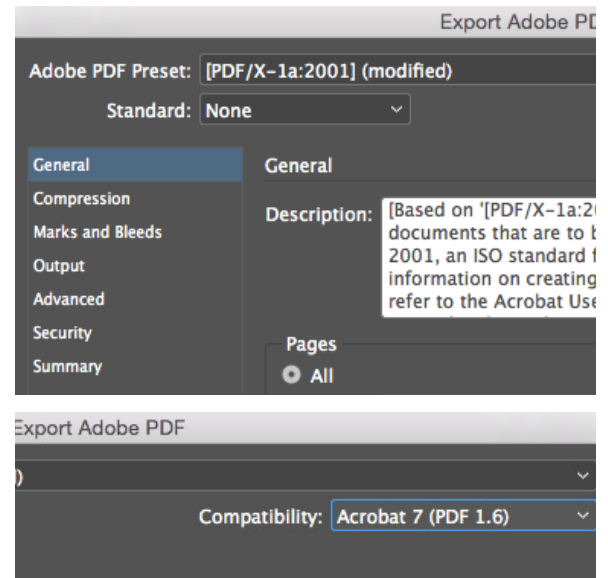 Export Adobe PD
Adobe PDF Preset: [PDF/X-1a:2001] (modified)
Standard: None
General
General
Compression
Description: [Based on '[PDF/X-1a:20
documents that are to b
Marks and Bleeds
2001, an ISO standard f
Output
information on creating
Advanced
refer to the Acrobat Use
Security
Pages
Summary
All
Export Adobe PDF
)
Compatibility: Acrobat 7 (PDF 1.6)